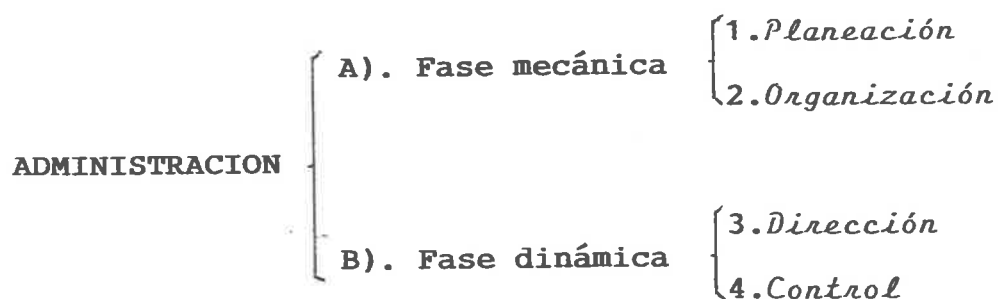 1.Planeación
A). Fase mecánica
2.Organización
ADMINISTRACION
3.Dirección
B). Fase dinámica
4.Control